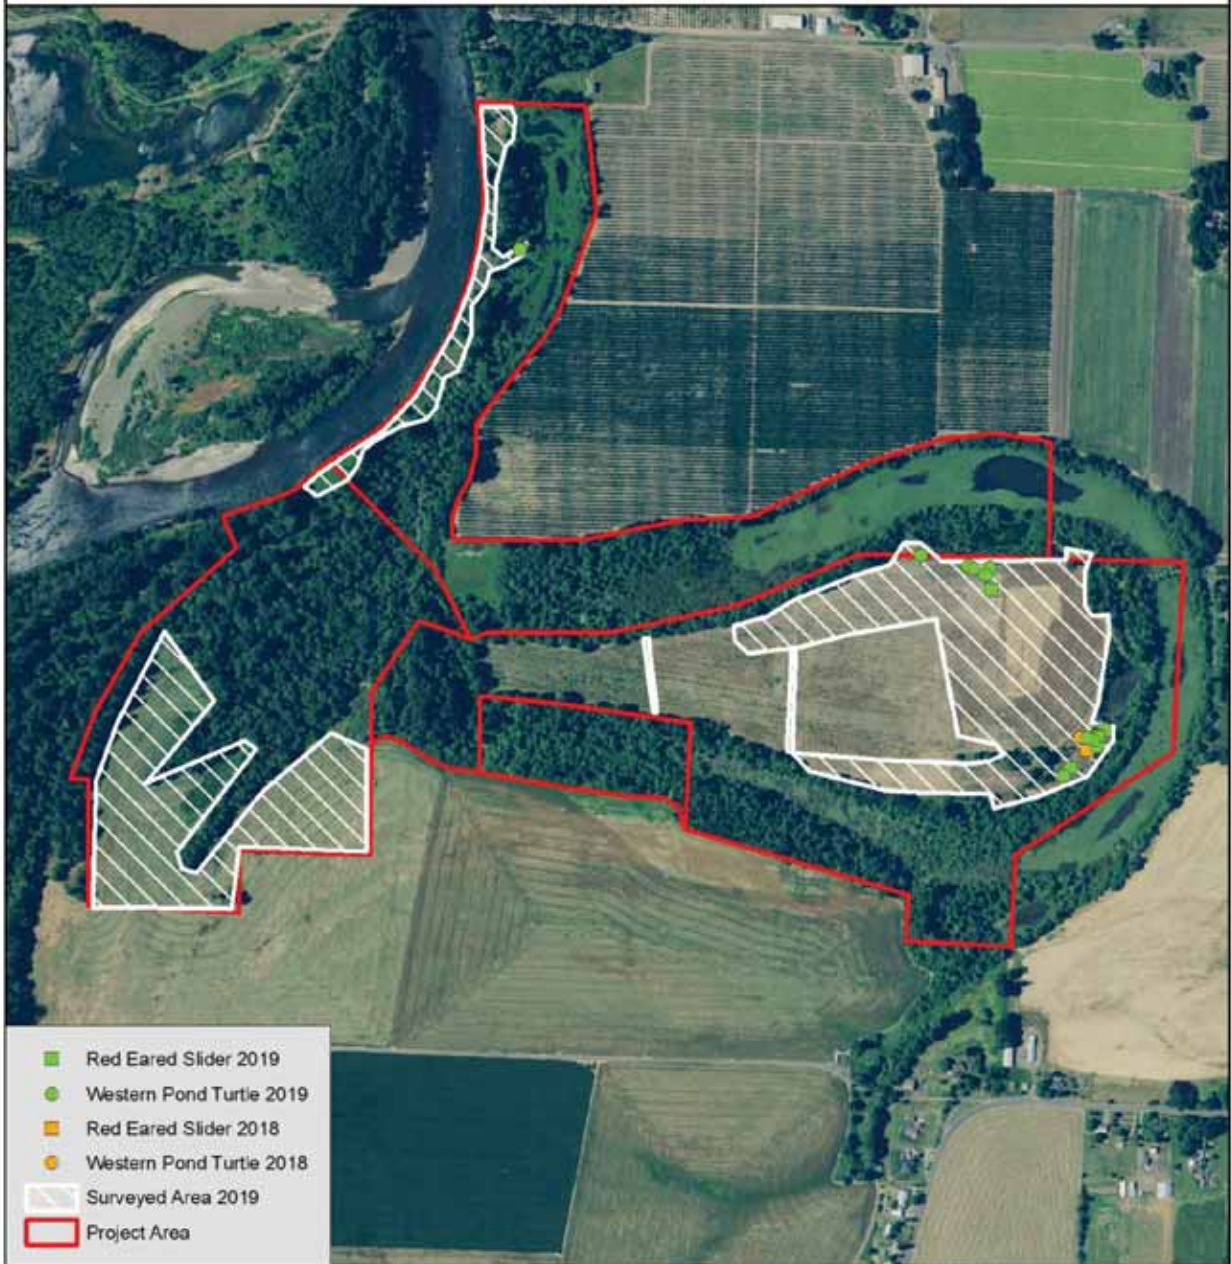 Red Eared Slider 2019
Western Pond Turtle 2019
Red Eared Slider 2018
Western Pond Turtle 2018
Surveyed Area 2019
Project Area